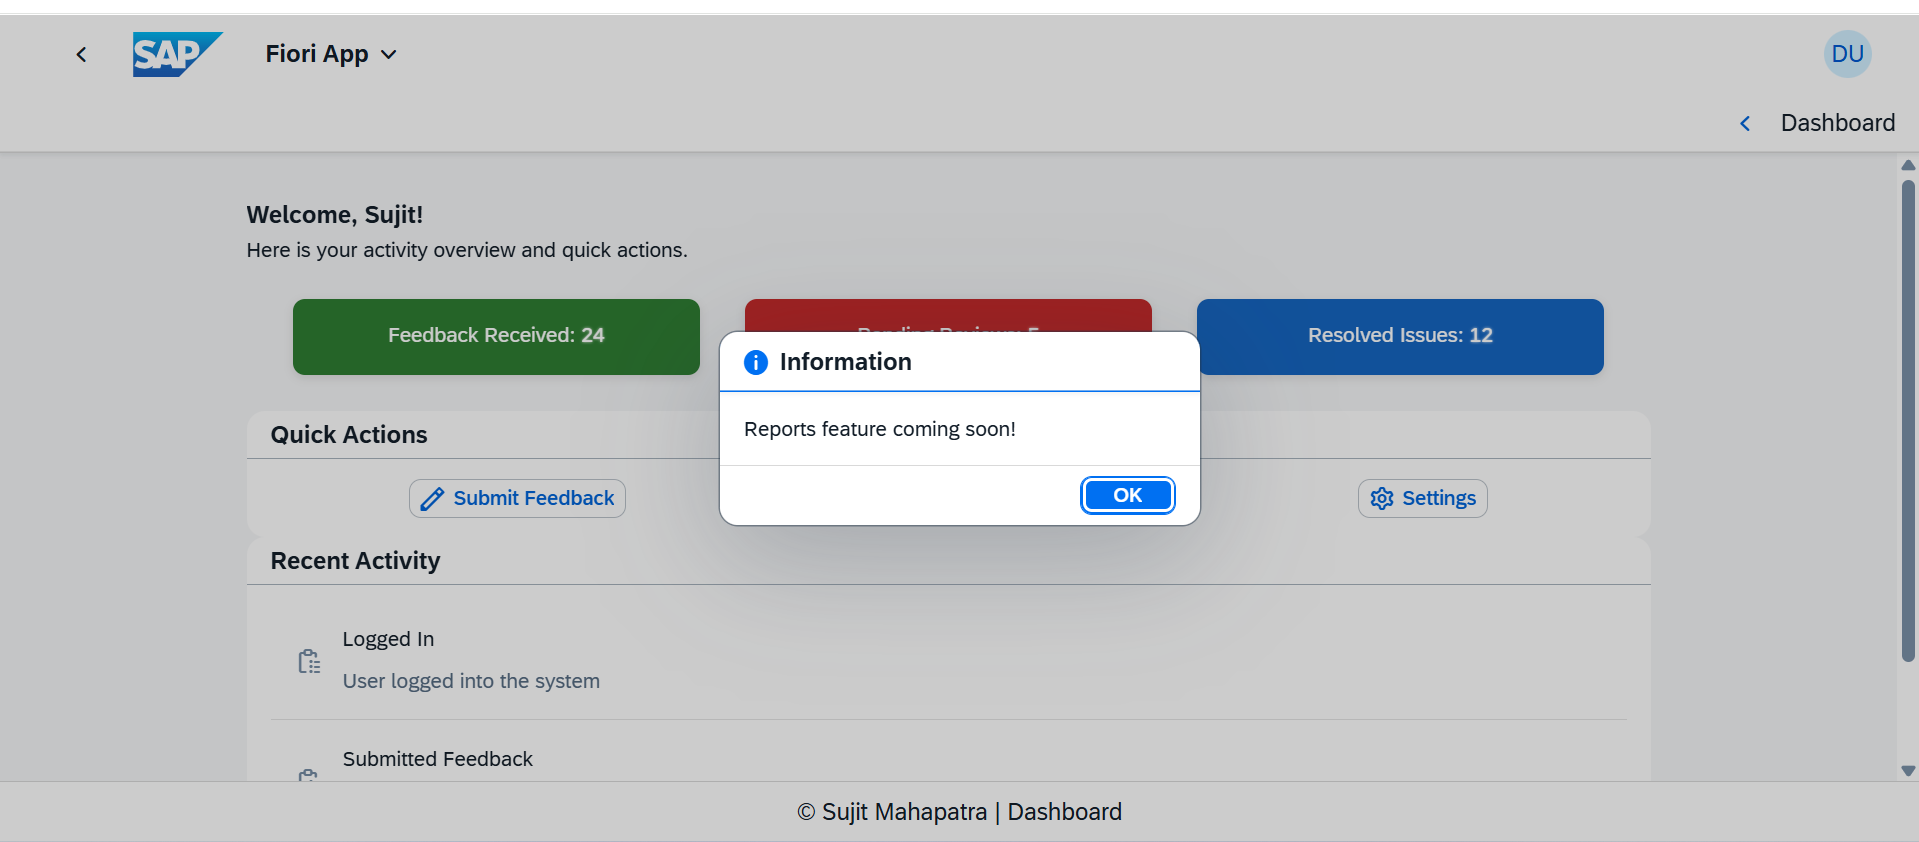 SAP
Fiori App
DU
Dashboard
Welcome, Sujit!
Here is your activity overview and quick actions.
Feedback Received: 24
Resolved Issues: 12
Information
Reports feature coming soon!
OK
Quick Actions
Submit Feedback
Settings
Recent Activity
Logged In
User logged into the system
Submitted Feedback
© Sujit Mahapatra | Dashboard